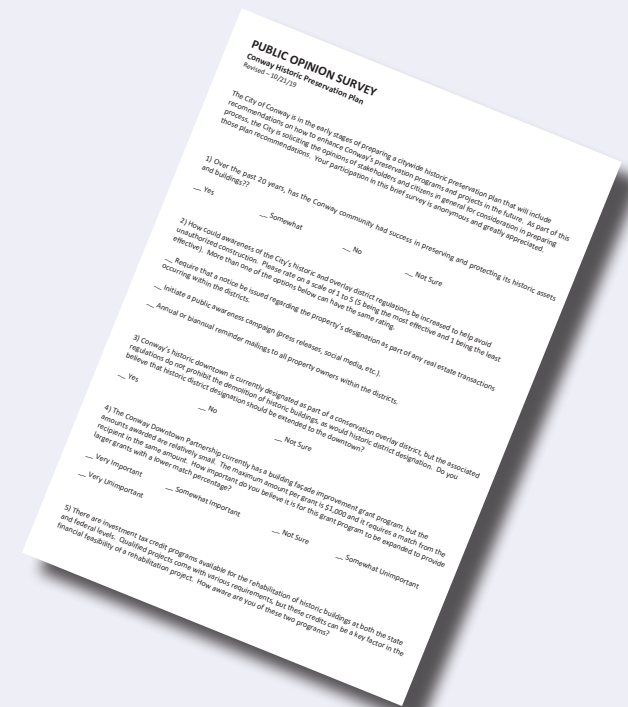 PUBLIC OPINION SURVEY
Conway Historic Preservation Plan
Revised – 10/21/19
The City of Conway is in the early stages of preparing a citywide historic preservation plan that will include
recommendations on how to enhance Conway's preservation programs and projects in the future. As part of this
process, the City is soliciting the opinions of stakeholders and citizens in general for consideration in preparing
those plan recommendations. Your participation in this brief survey is anonymous and greatly appreciated.
1) Over the past 20 years, has the Conway community had success in preserving and protecting its historic assets
and buildings??
__ Yes __ Somewhat __ No __ Not Sure
2) How could awareness of the City's historic and overlay district regulations be increased to help avoid
unauthorized construction. Please rate on a scale of 1 to 5 (5 being the most effective and 1 being the least
effective). More than one of the options below can have the same rating.
__ Require that a notice be issued regarding the property's designation as part of any real estate transactions
occurring within the districts.
__ Initiate a public awareness campaign (press releases, social media, etc.).
__ Annual or biannual reminder mailings to all property owners within the districts.
3) Conway's historic downtown is currently designated as part of a conservation overlay district, but the associated
regulations do not prohibit the demolition of historic buildings, as would historic district designation. Do you
believe that historic district designation should be extended to the downtown?
__ Yes __ No __ Not Sure
4) The Conway Downtown Partnership currently has a building façade improvement grant program, but the
amounts awarded are relatively small. The maximum amount per grant is $1,000 and it requires a match from the
recipient in the same amount. How important do you believe it is for this grant program to be expanded to provide
larger grants with a lower match percentage?
__ Very Important __ Somewhat Important __ Not Sure __ Somewhat Unimportant
__ Very Unimportant
5) There are investment tax credit programs available for the rehabilitation of historic buildings at both the state
and federal levels. Qualified projects come with various requirements, but these credits can be a key factor in the
financial feasibility of a rehabilitation project. How aware are you of these two programs?